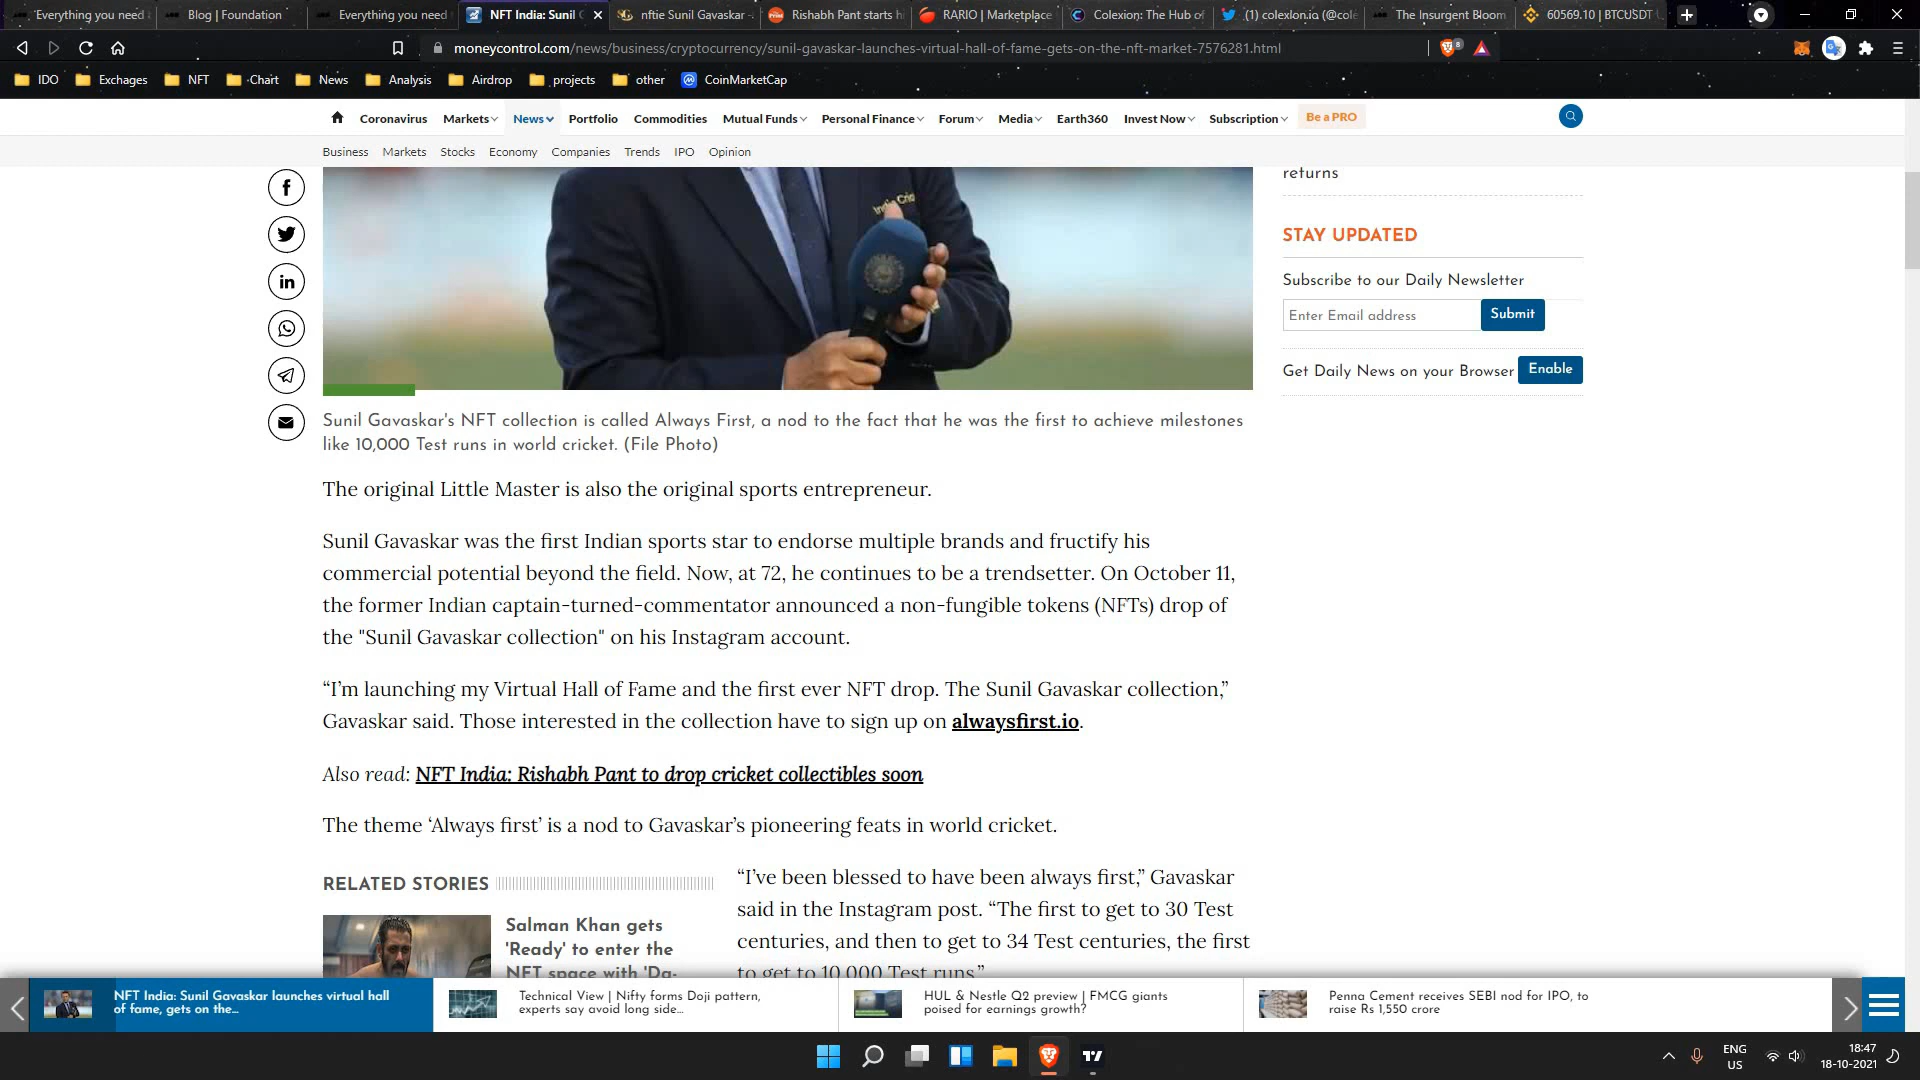 Everything you need
Blog | Foundation
Everything you need
NFT India: Sunil
nftie Sunil Gavaskar -
Rishabh Pant starts h
RARIO | Marketplace
Colexion: The Hub of
(1) colexion.io (@cole
The Insurgent Bloom
60569.10 | BTCUSDT
moneycontrol.com/news/business/cryptocurrency/sunil-gavaskar-launches-virtual-hall-of-fame-gets-on-the-nft-market-7576281.html
8
IDO
Exchages
NFT
Chart
News
Analysis
Airdrop
projects
other
CoinMarketCap
Coronavirus
Markets
News
Portfolio
Commodities
Mutual Funds
Personal Finance
Forum
Media
Earth360
Invest Now
Subscription
Be a PRO
Business
Markets
Stocks
Economy
Companies
Trends
IPO
Opinion
returns
STAY UPDATED
Subscribe to our Daily Newsletter
Enter Email address
Submit
Get Daily News on your Browser
Enable
Sunil Gavaskar's NFT collection is called Always First, a nod to the fact that he was the first to achieve milestones
like 10,000 Test runs in world cricket. (File Photo)
The original Little Master is also the original sports entrepreneur.
Sunil Gavaskar was the first Indian sports star to endorse multiple brands and fructify his
commercial potential beyond the field. Now, at 72, he continues to be a trendsetter. On October 11,
the former Indian captain-turned-commentator announced a non-fungible tokens (NFTs) drop of
the "Sunil Gavaskar collection" on his Instagram account.
“I’m launching my Virtual Hall of Fame and the first ever NFT drop. The Sunil Gavaskar collection,”
Gavaskar said. Those interested in the collection have to sign up on alwaysfirst.io.
Also read: NFT India: Rishabh Pant to drop cricket collectibles soon
The theme ‘Always first’ is a nod to Gavaskar’s pioneering feats in world cricket.
RELATED STORIES
Salman Khan gets
'Ready' to enter the
NFT space with 'Da-
“I’ve been blessed to have been always first,” Gavaskar
said in the Instagram post. “The first to get to 30 Test
centuries, and then to get to 34 Test centuries, the first
to get to 10,000 Test runs.”
NFT India: Sunil Gavaskar launches virtual hall
of fame, gets on the...
Technical View | Nifty forms Doji pattern,
experts say avoid long side...
HUL & Nestle Q2 preview | FMCG giants
poised for earnings growth?
Penna Cement receives SEBI nod for IPO, to
raise Rs 1,550 crore
ENG
US
18:47
18-10-2021